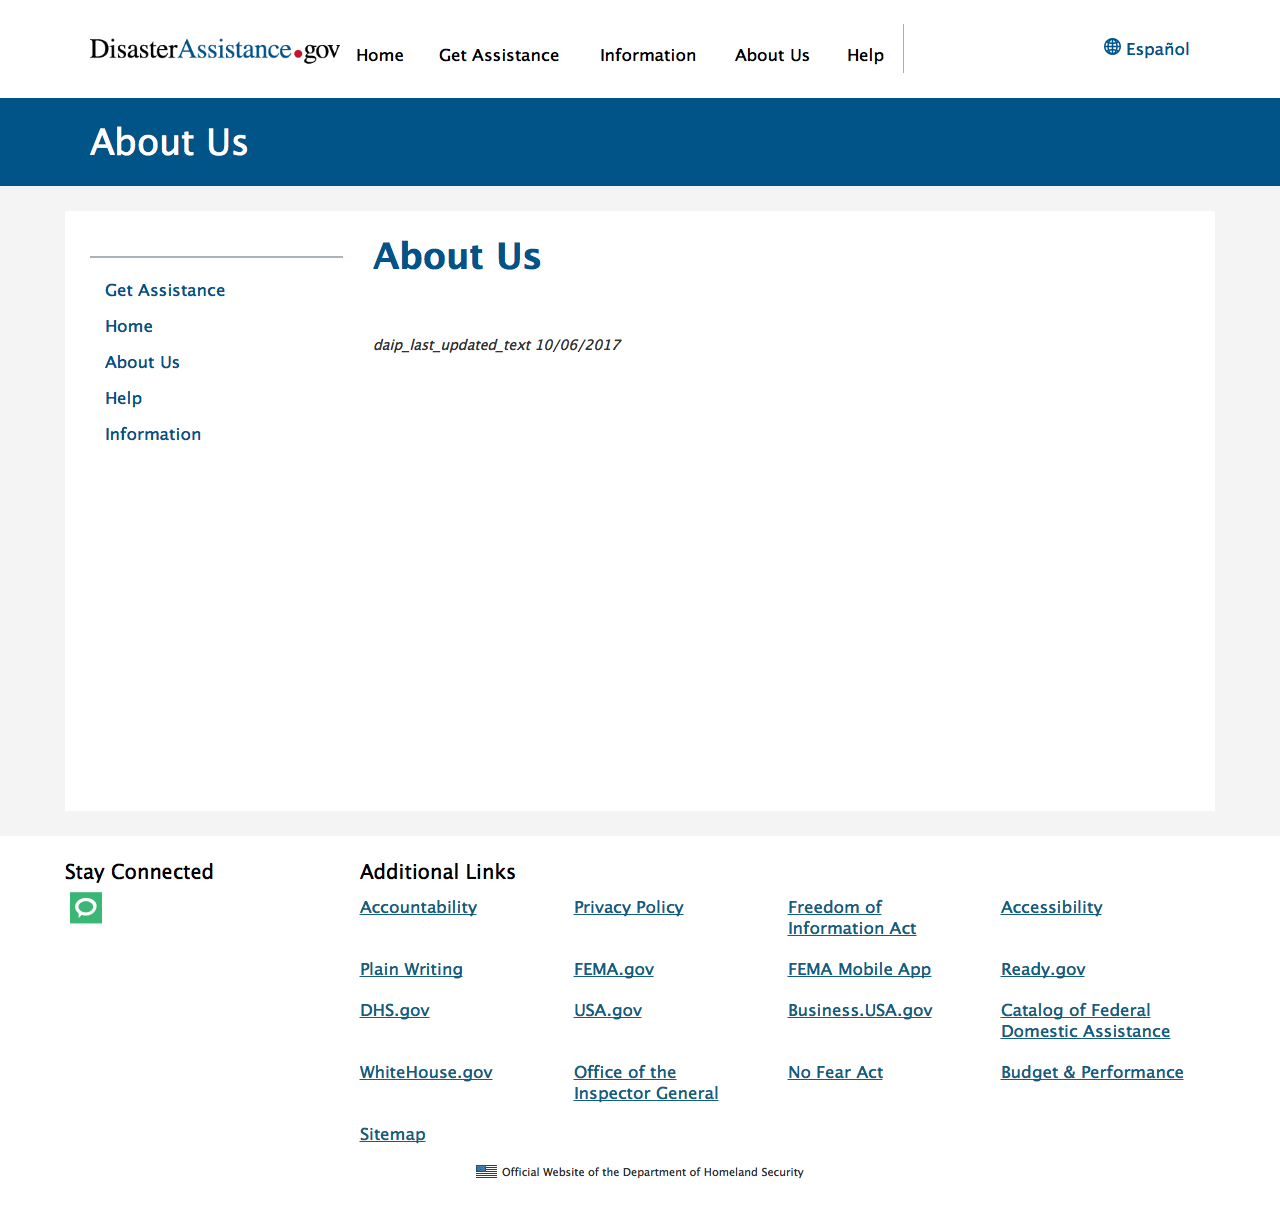 DisasterAssistance.gov Home Get Assistance Information About Us Help Español
About Us
About Us
Get Assistance
Home
About Us
Help
Information
daip_last_updated_text 10/06/2017
Stay Connected
Additional Links
Accountability Privacy Policy Freedom of Information Act Accessibility
Plain Writing FEMA.gov FEMA Mobile App Ready.gov
DHS.gov USA.gov Business.USA.gov Catalog of Federal Domestic Assistance
WhiteHouse.gov Office of the Inspector General No Fear Act Budget & Performance
Sitemap
Official Website of the Department of Homeland Security